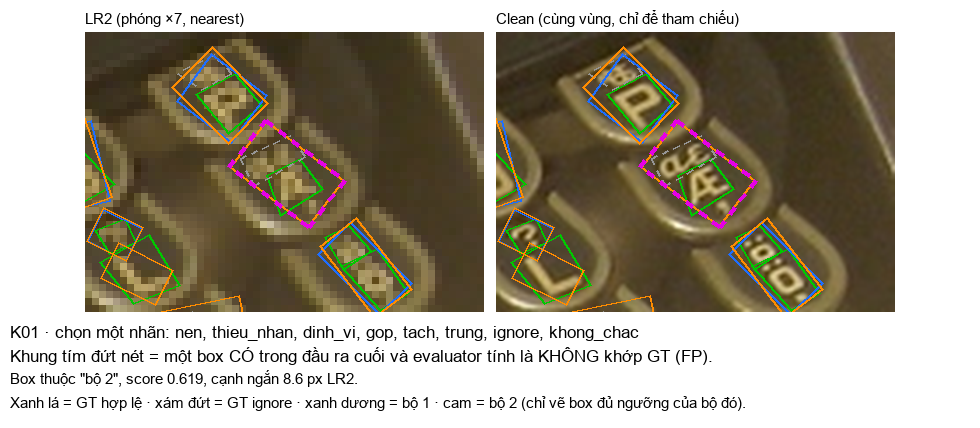 LR2 (phóng ×7, nearest)
Clean (cùng vùng, chỉ để tham chiếu)
P
Æ
L
K01 · chọn một nhãn: nen, thieu_nhan, dinh_vi, gop, tach, trung, ignore, khong_chac
Khung tím đứt nét = một box CÓ trong đầu ra cuối và evaluator tính là KHÔNG khớp GT (FP).
Box thuộc "bộ 2", score 0.619, cạnh ngắn 8.6 px LR2.
Xanh lá = GT hợp lệ · xám đứt = GT ignore · xanh dương = bộ 1 · cam = bộ 2 (chỉ vẽ box đủ ngưỡng của bộ đó).